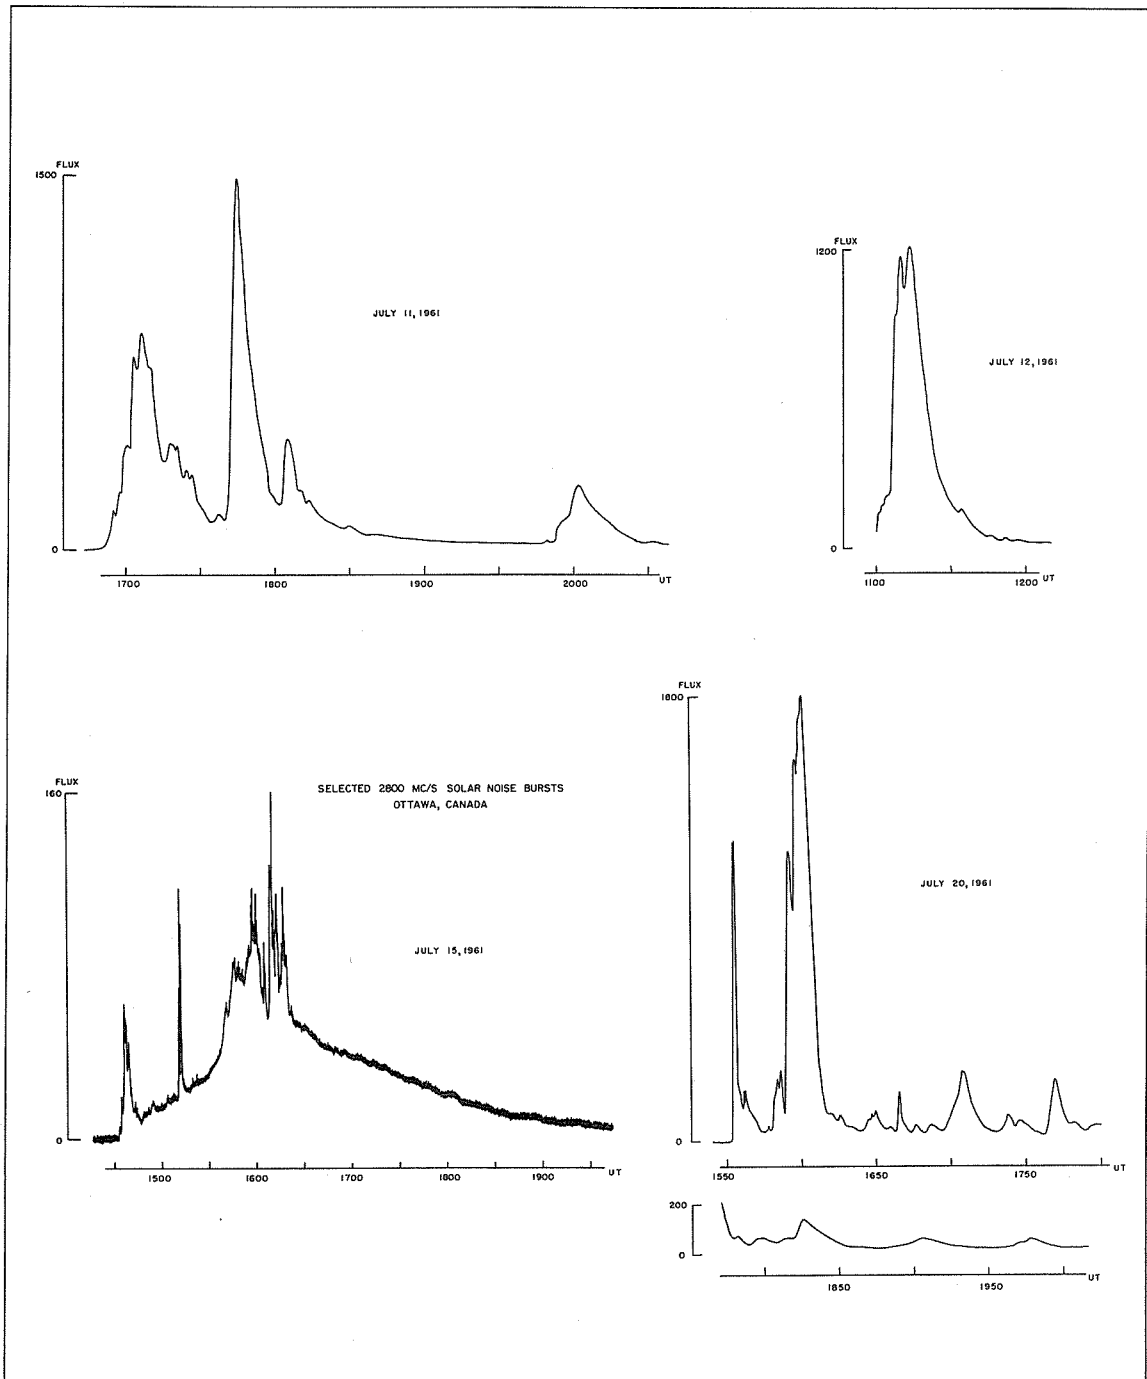 FLUX
1500
JULY 11, 1961
0
1700 1800 1900 2000 UT
FLUX
1200
JULY 12, 1961
0
1100 1200 UT
FLUX
160
SELECTED 2800 MC/S SOLAR NOISE BURSTS
OTTAWA, CANADA
JULY 15, 1961
0
1500 1600 1700 1800 1900 UT
FLUX
1800
JULY 20, 1961
0
1550 1650 1750 UT
200
0
1850 1950 UT